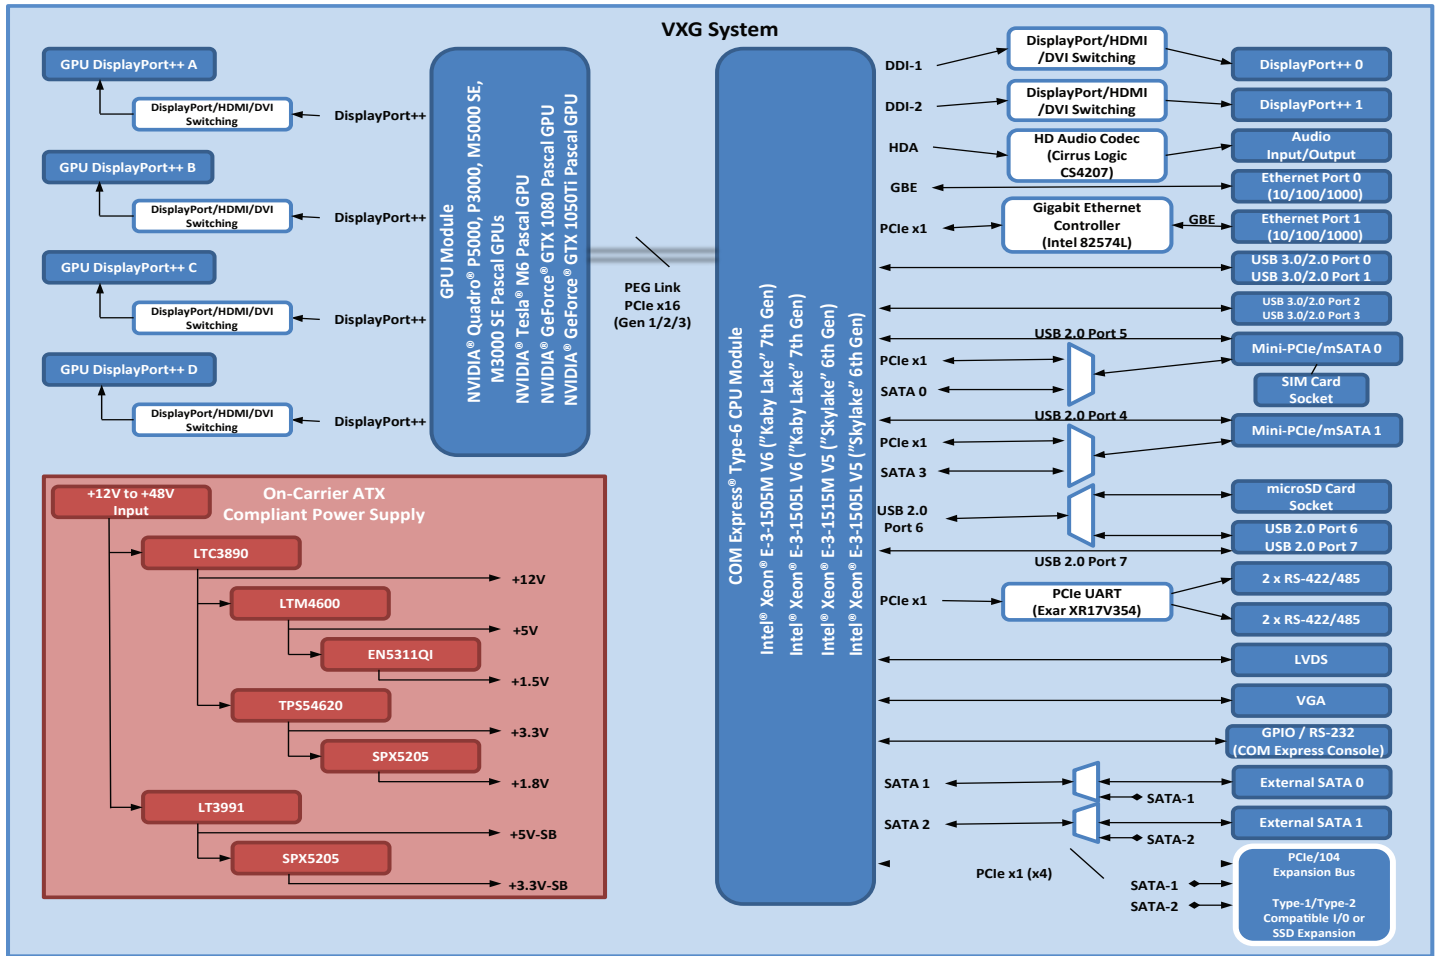 VXG System
GPU DisplayPort++ A
DisplayPort/HDMI/DVI
Switching
DisplayPort++
GPU DisplayPort++ B
DisplayPort/HDMI/DVI
Switching
DisplayPort++
GPU DisplayPort++ C
DisplayPort/HDMI/DVI
Switching
DisplayPort++
GPU DisplayPort++ D
DisplayPort/HDMI/DVI
Switching
DisplayPort++
GPU Module
NVIDIA® Quadro® P5000, P3000, M5000 SE,
M3000 SE Pascal GPUs
NVIDIA® Tesla® M6 Pascal GPU
NVIDIA® GeForce® GTX 1080 Pascal GPU
NVIDIA® GeForce® GTX 1050Ti Pascal GPU
PEG Link
PCIe x16
(Gen 1/2/3)
COM Express® Type-6 CPU Module
Intel® Xeon® E-3-1505M V6 (”Kaby Lake” 7th Gen)
Intel® Xeon® E-3-1505L V6 (”Kaby Lake” 7th Gen)
Intel® Xeon® E-3-1515M V5 (”Skylake” 6th Gen)
Intel® Xeon® E-3-1505L V5 (”Skylake” 6th Gen)
On-Carrier ATX
Compliant Power Supply
+12V to +48V
Input
LTC3890
+12V
LTM4600
+5V
EN5311QI
+1.5V
TPS54620
+3.3V
SPX5205
+1.8V
LT3991
+5V-SB
SPX5205
+3.3V-SB
DDI-1
DisplayPort/HDMI
/DVI Switching
DisplayPort++ 0
DDI-2
DisplayPort/HDMI
/DVI Switching
DisplayPort++ 1
HDA
HD Audio Codec
(Cirrus Logic
CS4207)
Audio
Input/Output
GBE
Ethernet Port 0
(10/100/1000)
PCIe x1
Gigabit Ethernet
Controller
(Intel 82574L)
GBE
Ethernet Port 1
(10/100/1000)
USB 3.0/2.0 Port 0
USB 3.0/2.0 Port 1
USB 3.0/2.0 Port 2
USB 3.0/2.0 Port 3
USB 2.0 Port 5
PCIe x1
SATA 0
Mini-PCIe/mSATA 0
SIM Card
Socket
USB 2.0 Port 4
PCIe x1
SATA 3
Mini-PCIe/mSATA 1
USB 2.0
Port 6
microSD Card
Socket
USB 2.0 Port 6
USB 2.0 Port 7
USB 2.0 Port 7
PCIe x1
PCIe UART
(Exar XR17V354)
2 x RS-422/485
2 x RS-422/485
LVDS
VGA
GPIO / RS-232
(COM Express Console)
SATA 1
External SATA 0
SATA-1
SATA 2
External SATA 1
SATA-2
PCIe x1 (x4)
SATA-1
SATA-2
PCIe/104
Expansion Bus
Type-1/Type-2
Compatible I/0 or
SSD Expansion